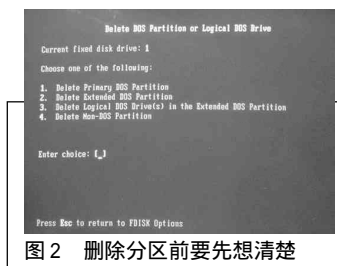 Delete DOS Partition or Logical DOS Drive
Current fixed disk drive: 1
Choose one of the following:
1. Delete Primary DOS Partition
2. Delete Extended DOS Partition
3. Delete Logical DOS Drive(s) in the Extended DOS Partition
4. Delete Non-DOS Partition
Enter choice: [_]
Press Esc to return to FDISK Options
图2 删除分区前要先想清楚